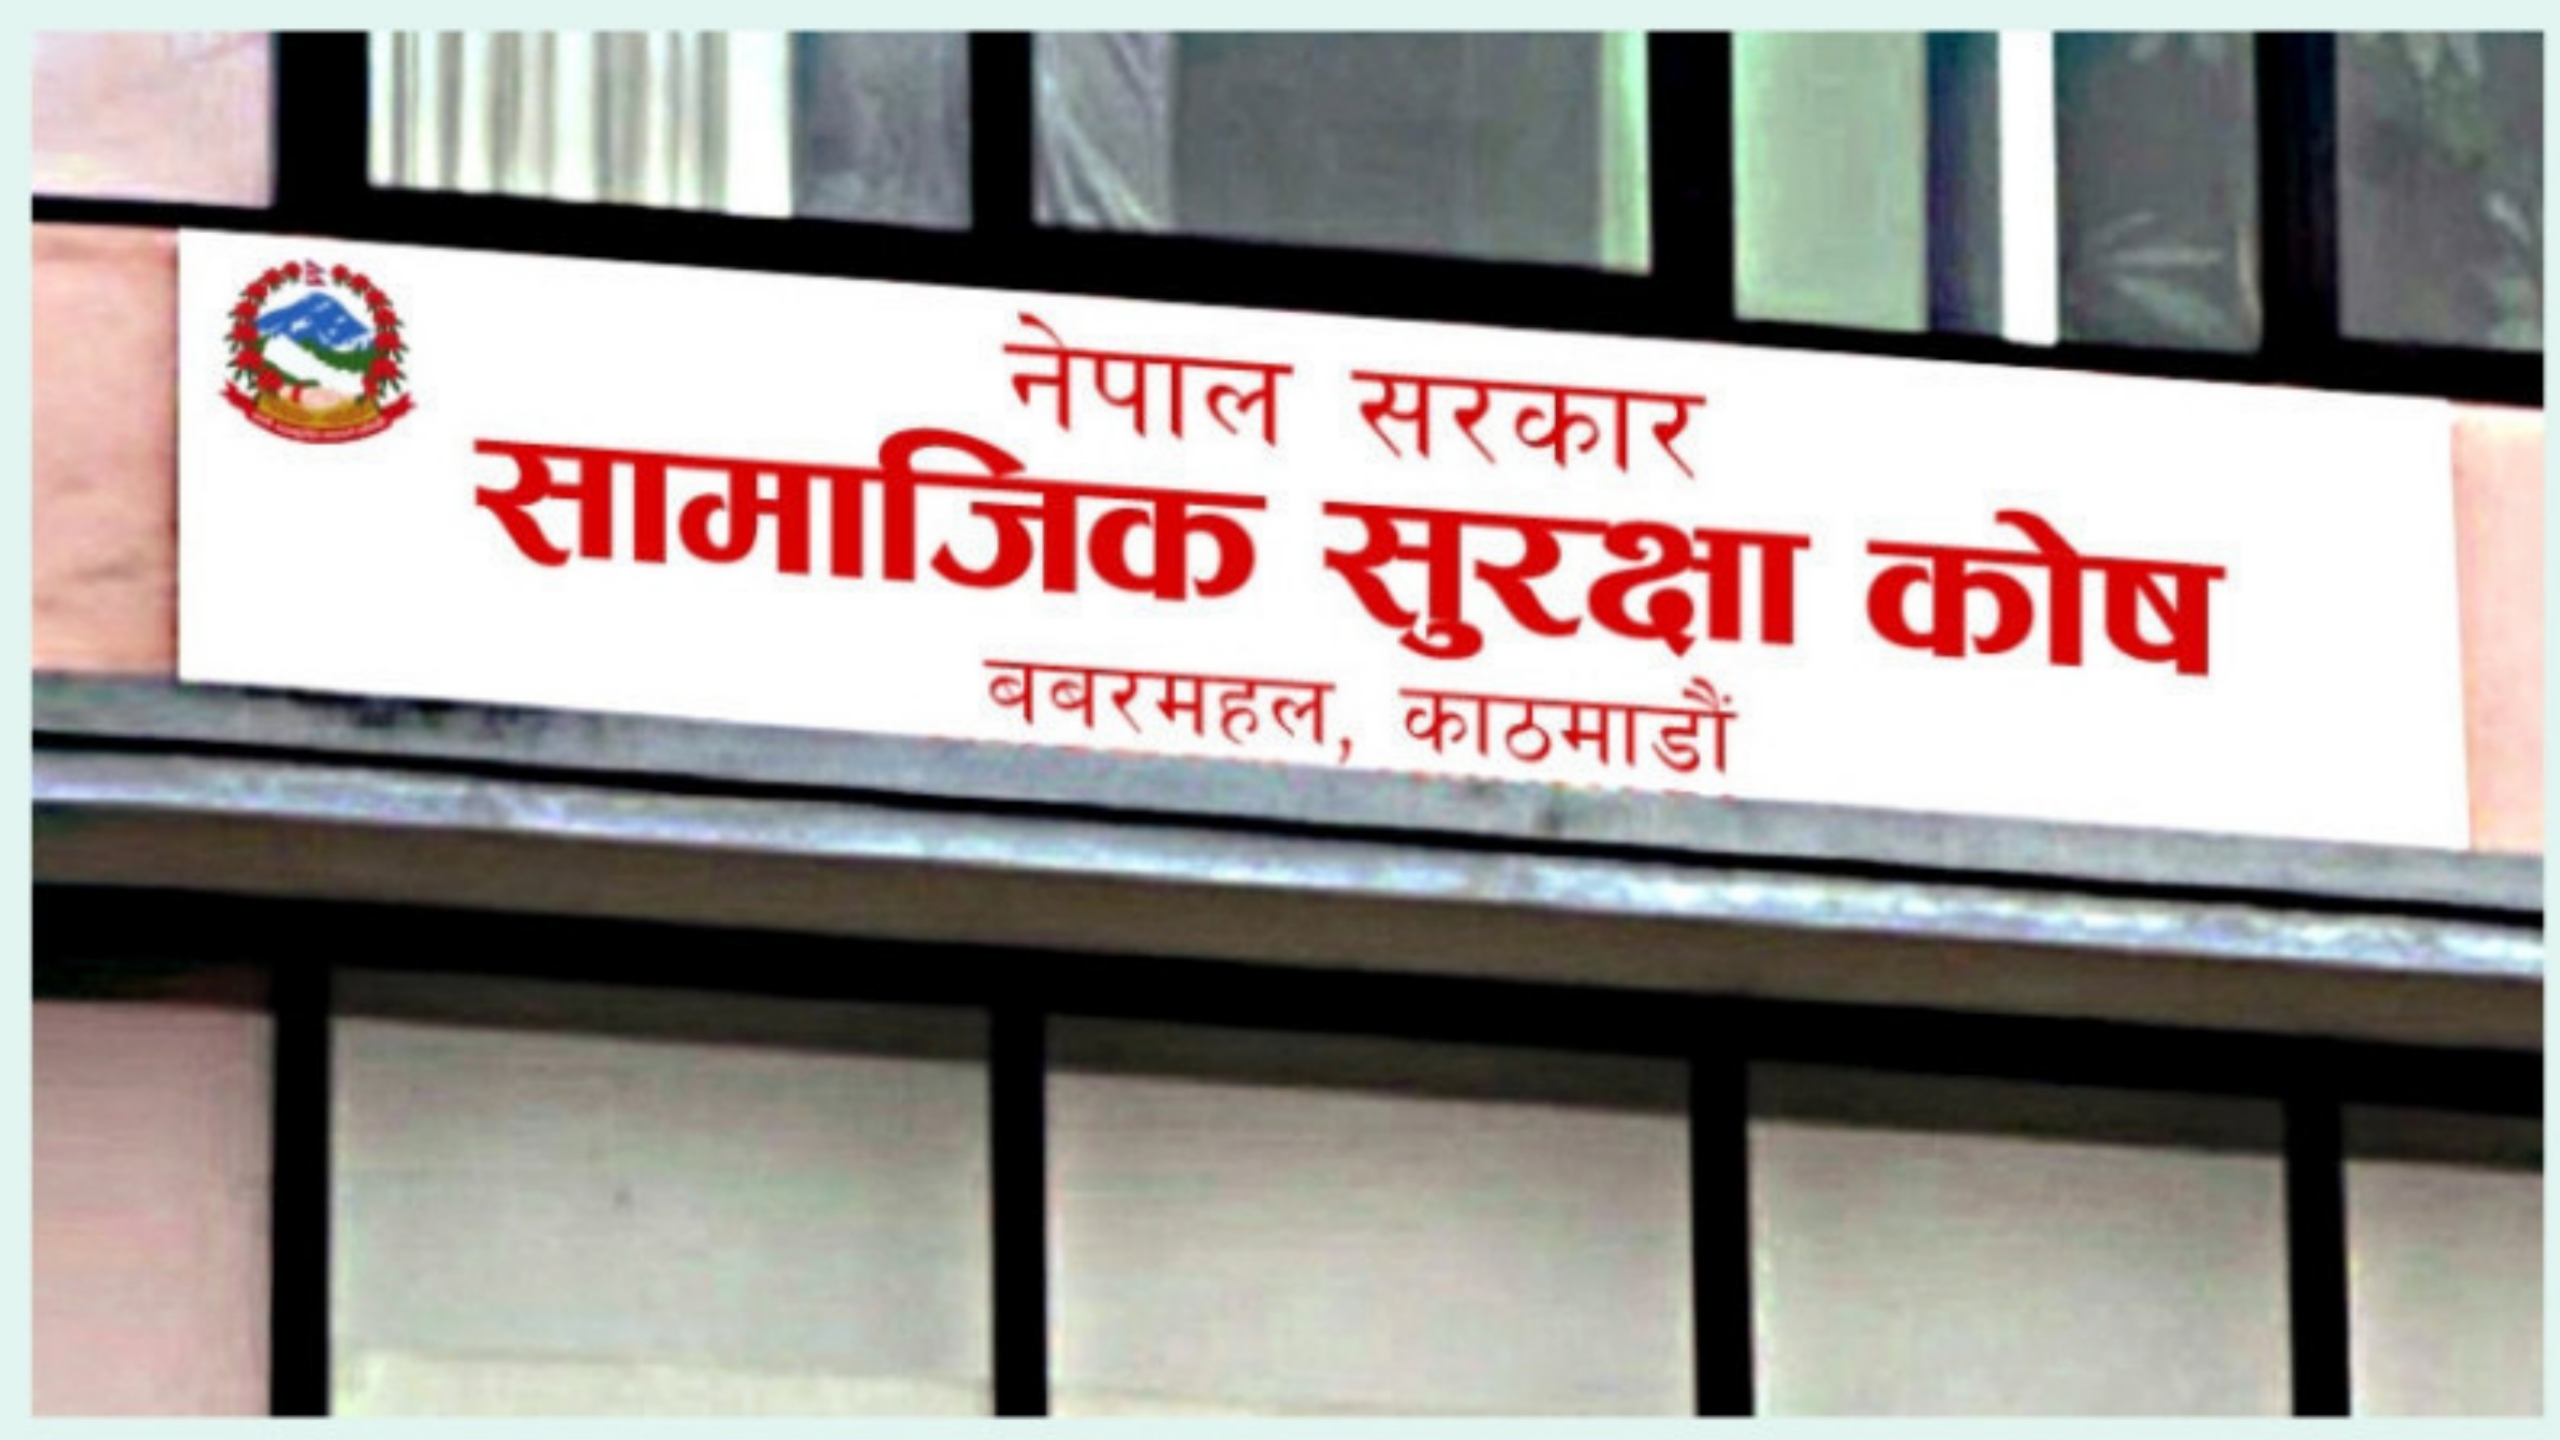 नेपाल सरकार
सामाजिक सुरक्षा कोष
बबरमहल, काठमाडौं